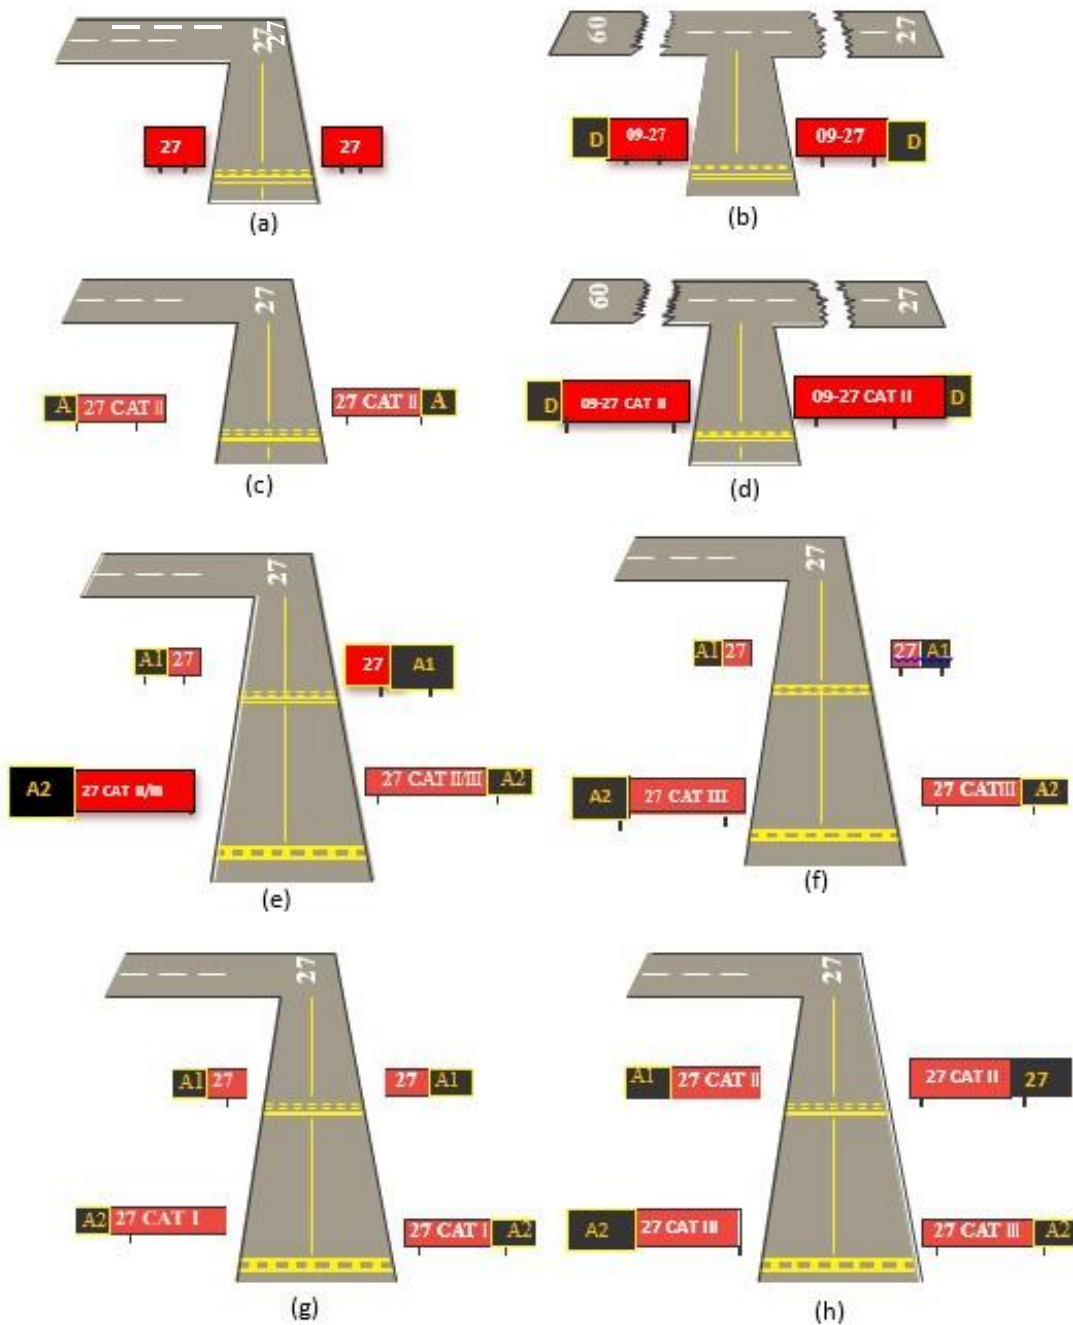 27
27
27 27
(a)
60 27
D 09-27 09-27 D
(b)
27
A 27 CAT II 27 CAT II A
(c)
60 27
D 09-27 CAT II 09-27 CAT II D
(d)
27
A1 27 27 A1
A2 27 CAT II/III 27 CAT II/III A2
(e)
27
A1 27 27 A1
A2 27 CAT III 27 CATIII A2
(f)
27
A1 27 27 A1
A2 27 CAT I 27 CAT I A2
(g)
27
A1 27 CAT II 27 CAT II 27
A2 27 CAT III 27 CAT III A2
(h)